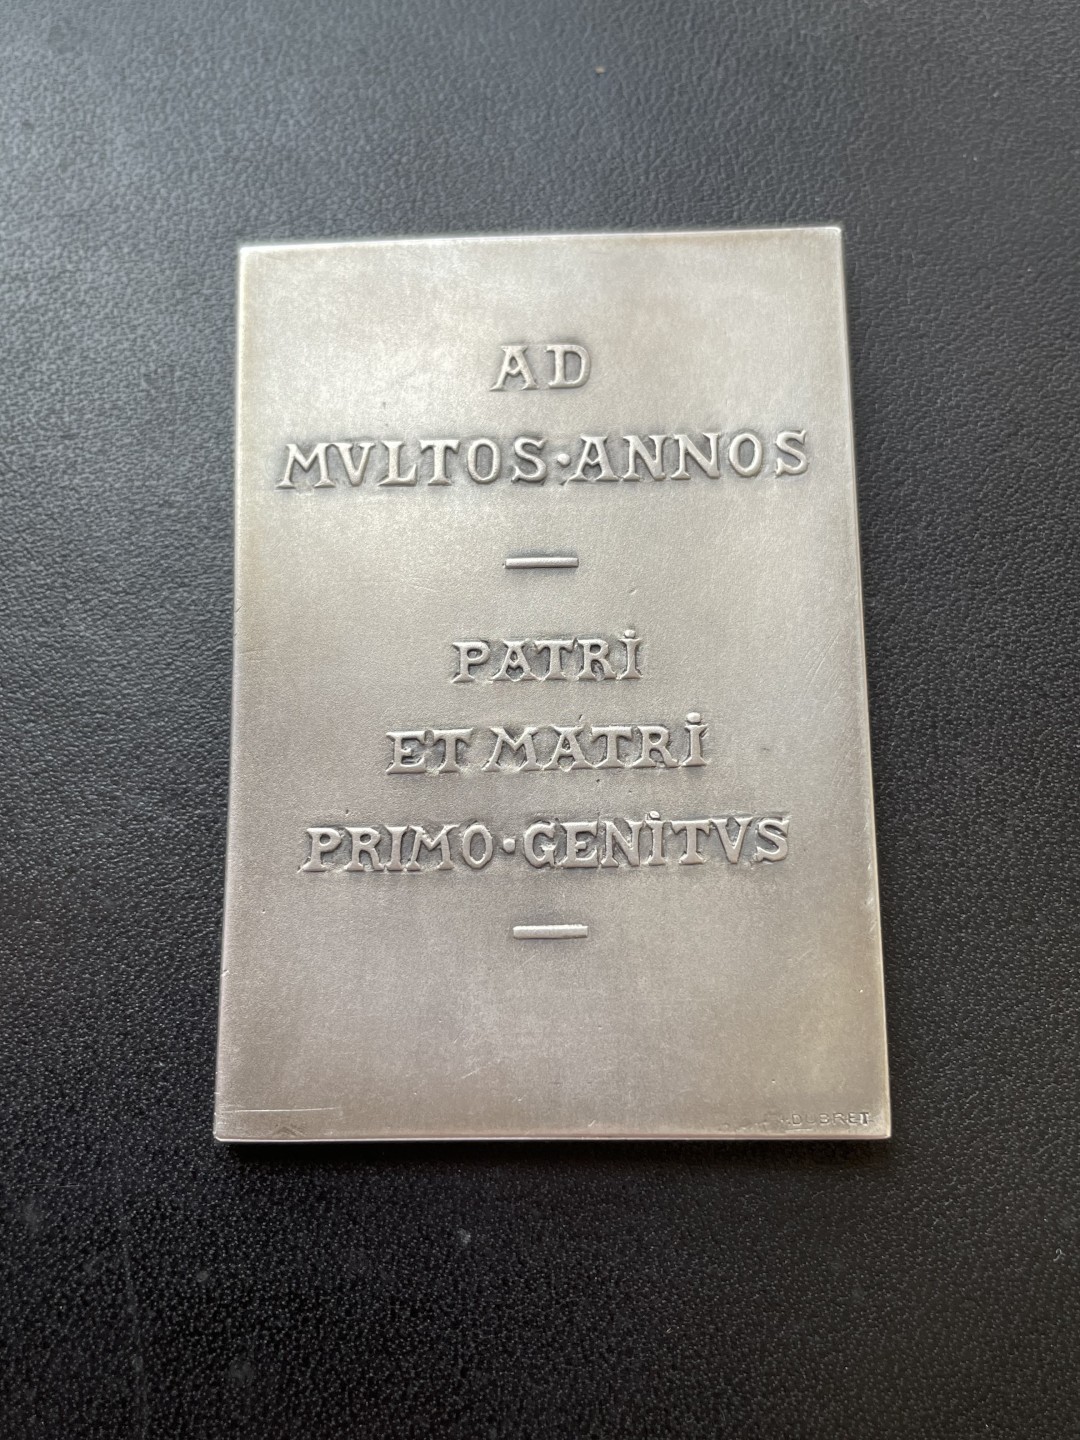 AD
MVLTOS·ANNOS
PATRi
ET MATRi
PRIMO·GENiTVS
DUBRET